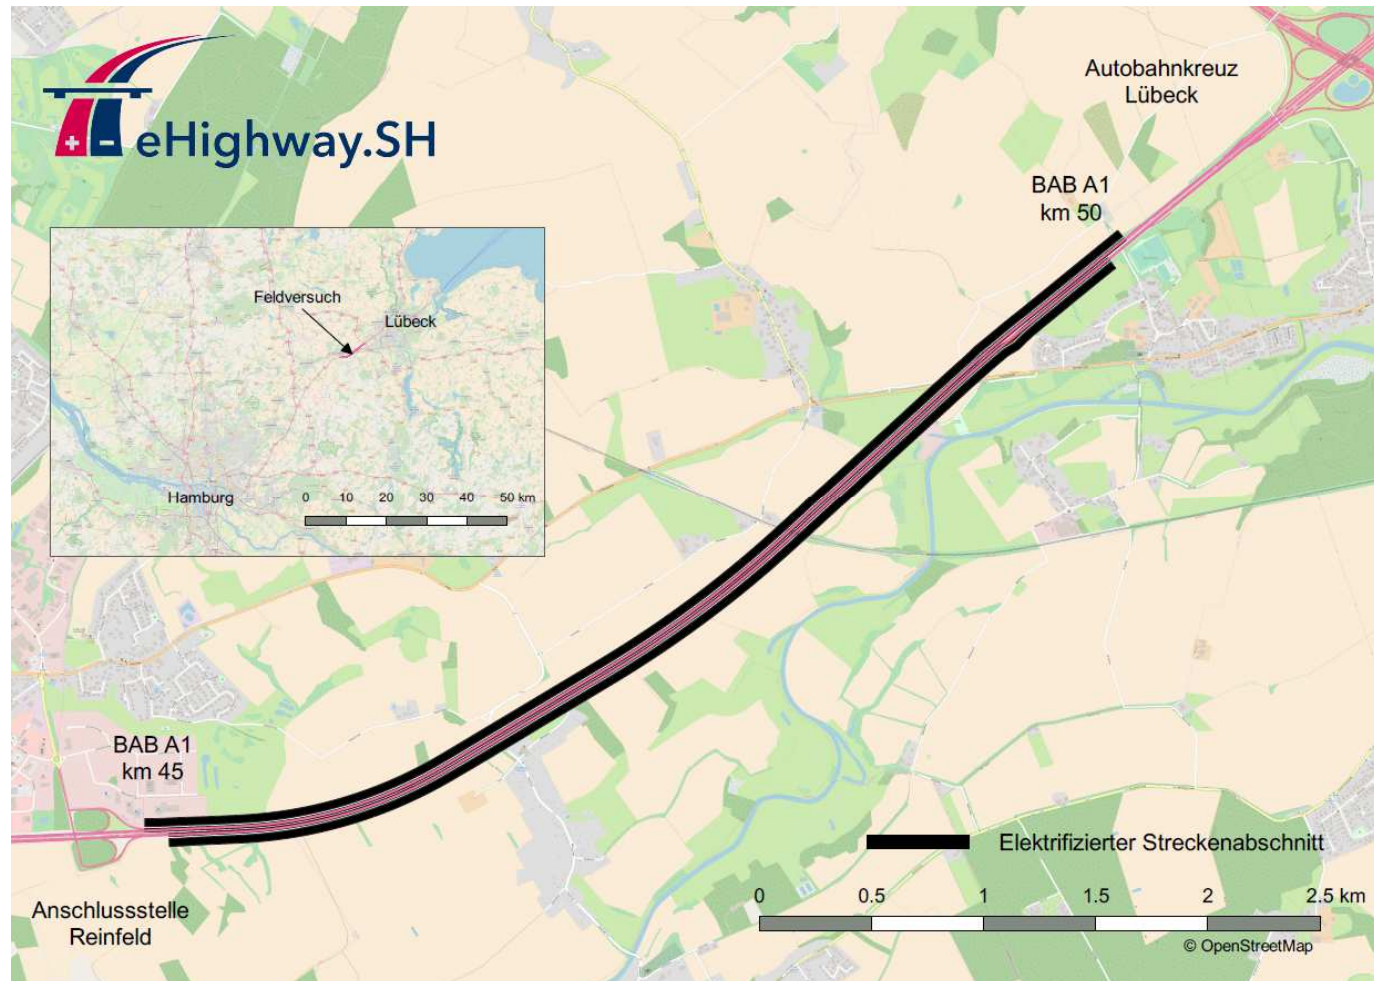 eHighway.SH
Autobahnkreuz
Lübeck
BAB A1
km 50
Feldversuch
Lübeck
Hamburg
0 10 20 30 40 50 km
BAB A1
km 45
Anschlussstelle
Reinfeld
Elektrifizierter Streckenabschnitt
0 0.5 1 1.5 2 2.5 km
© OpenStreetMap